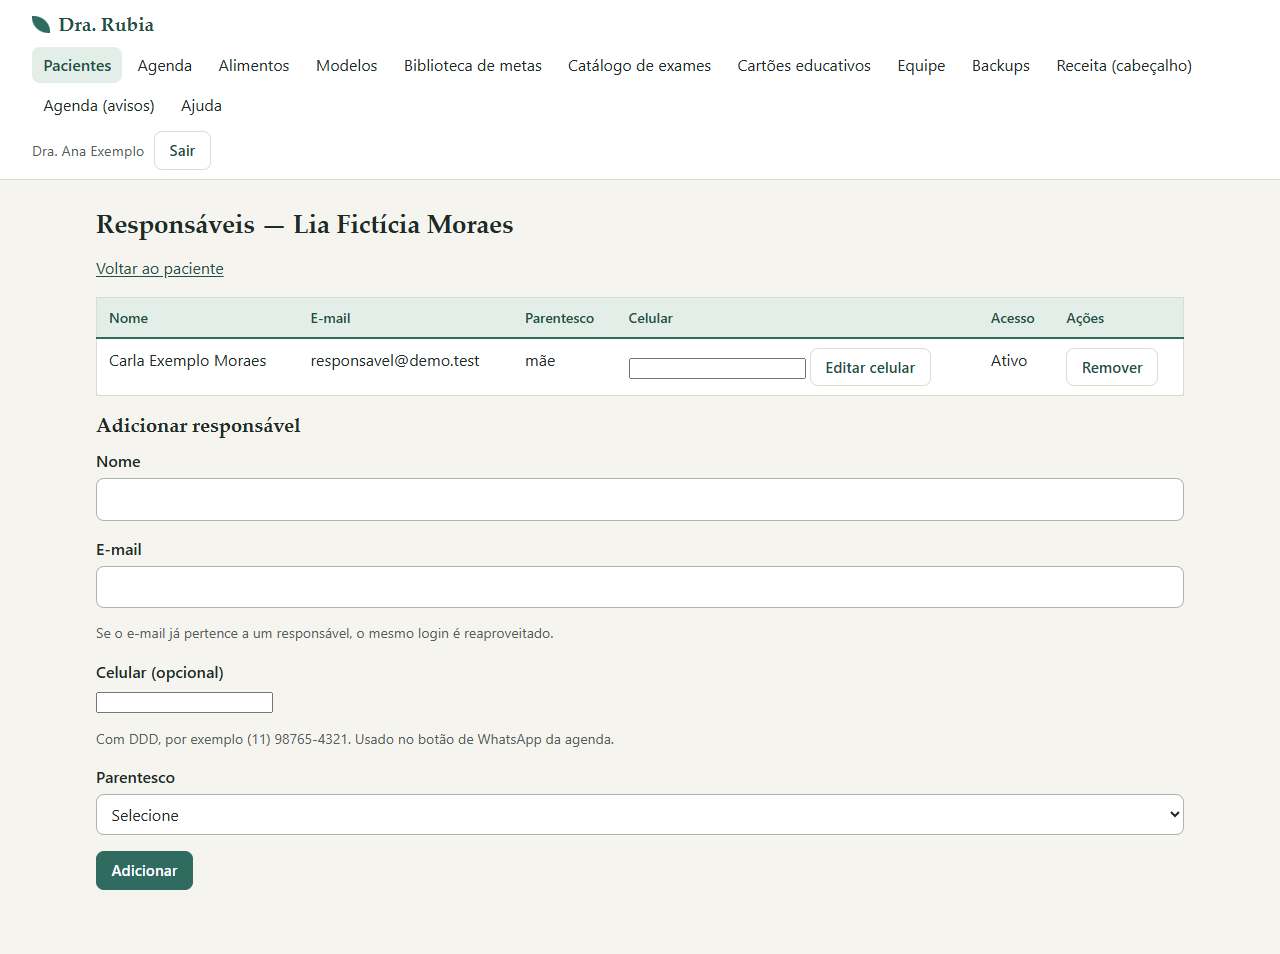 Dra. Rubia
Pacientes Agenda Alimentos Modelos Biblioteca de metas Catálogo de exames Cartões educativos Equipe Backups Receita (cabeçalho)
Agenda (avisos) Ajuda
Dra. Ana Exemplo Sair
Responsáveis — Lia Fictícia Moraes
Voltar ao paciente
Nome E-mail Parentesco Celular Acesso Ações
Carla Exemplo Moraes responsavel@demo.test mãe Editar celular Ativo Remover
Adicionar responsável
Nome
E-mail
Se o e-mail já pertence a um responsável, o mesmo login é reaproveitado.
Celular (opcional)
Com DDD, por exemplo (11) 98765-4321. Usado no botão de WhatsApp da agenda.
Parentesco
Selecione
Adicionar